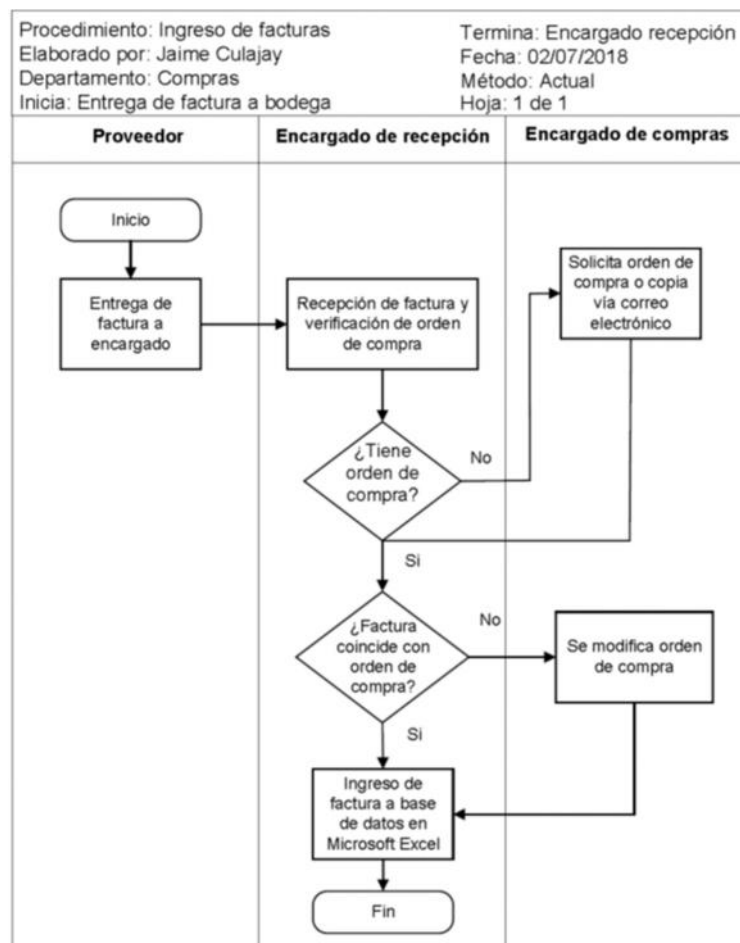 Procedimiento: Ingreso de facturas
Elaborado por: Jaime Culajay
Departamento: Compras
Inicia: Entrega de factura a bodega
Termina: Encargado recepción
Fecha: 02/07/2018
Método: Actual
Hoja: 1 de 1
Proveedor
Encargado de recepción
Encargado de compras
Inicio
Entrega de
factura a
encargado
Recepción de factura y
verificación de orden
de compra
Solicita orden de
compra o copia
vía correo
electrónico
¿Tiene
orden de
compra?
No
Si
¿Factura
coincide con
orden de
compra?
No
Se modifica orden
de compra
Si
Ingreso de
factura a base
de datos en
Microsoft Excel
Fin